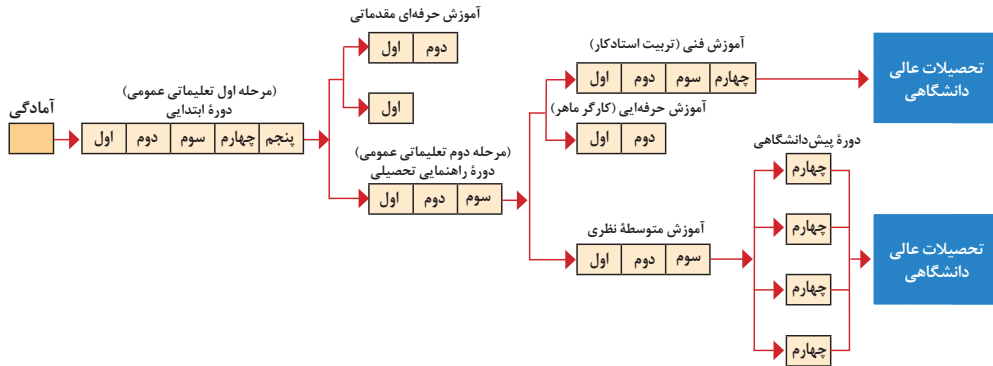 آمادگی
(مرحله اول تعلیماتی عمومی)
دورهٔ ابتدایی
اول دوم سوم چهارم پنجم
آموزش حرفه‌ای مقدماتی
اول دوم
اول
(مرحله دوم تعلیماتی عمومی)
دورهٔ راهنمایی تحصیلی
اول دوم سوم
آموزش فنی (تربیت استادکار)
اول دوم سوم چهارم
آموزش حرفه‌ایی (کارگر ماهر)
اول دوم
آموزش متوسطهٔ نظری
اول دوم سوم
دورهٔ پیش‌دانشگاهی
چهارم
چهارم
چهارم
چهارم
تحصیلات عالی
دانشگاهی
تحصیلات عالی
دانشگاهی